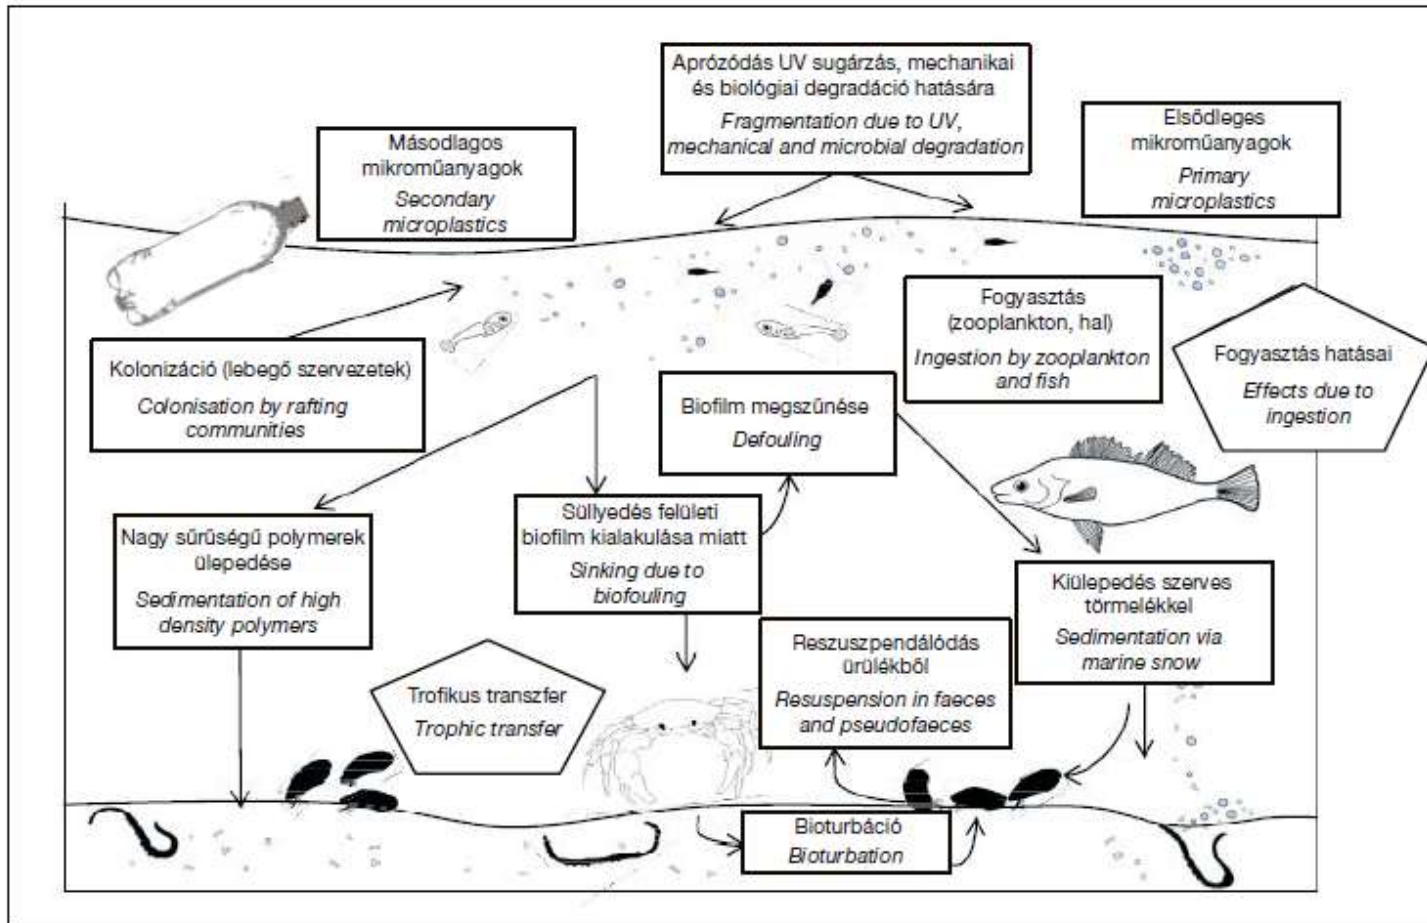 Aprózódás UV sugárzás, mechanikai
és biológiai degradáció hatására
Fragmentation due to UV,
mechanical and microbial degradation
Másodlagos
mikroműanyagok
Secondary
microplastics
Elsődleges
mikroműanyagok
Primary
microplastics
Kolonizáció (lebegő szervezetek)
Colonisation by rafting
communities
Fogyasztás
(zooplankton, hal)
Ingestion by zooplankton
and fish
Fogyasztás hatásai
Effects due to
ingestion
Biofilm megszűnése
Defouling
Nagy sűrűségű polymerek
ülepedése
Sedimentation of high
density polymers
Süllyedés felületi
biofilm kialakulása miatt
Sinking due to
biofouling
Kiülepedés szerves
törmelékkel
Sedimentation via
marine snow
Trofikus transzfer
Trophic transfer
Reszuszpendálódás
ürülékből
Resuspension in faeces
and pseudofaeces
Bioturbáció
Bioturbation